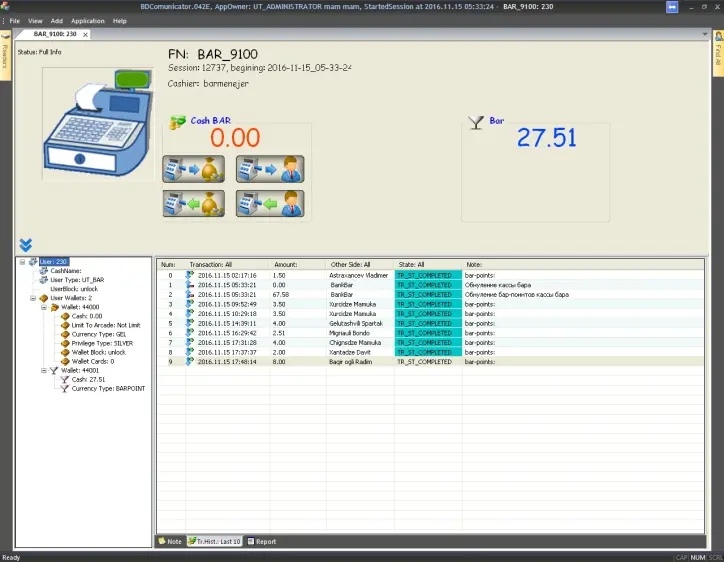 BDComunicator.042E, AppOwner: UT_ADMINISTRATOR mam mam, StartedSession at 2016.11.15 05:33:24 - BAR_9100: 230
File View Add Application Help
BAR_9100: 230
Readers
Find All
Status: Full Info
FN: BAR_9100
Session: 12737, begining: 2016-11-15_05-33-24
Cashier: barmenejer
Cash BAR
0.00
Bar
27.51
User: 230
CashName:
User Type: UT_BAR
UserBlock: unlock
User Wallets: 2
Wallet: 44000
Cash: 0.00
Limit To Arcade: Not Limit
Currency Type: GEL
Privilege Type: SILVER
Wallet Block: unlock
Wallet Cards: 0
Wallet: 44001
Cash: 27.51
Currency Type: BARPOINT
Num: Transaction: All Amount: Other Side: All State: All Note:
0 2016.11.15 02:17:16 1.50 Astraxancev Vladimer TR_ST_COMPLETED bar-points:
1 2016.11.15 05:33:21 0.00 BankBar TR_ST_COMPLETED Обнуление кассы бара
2 2016.11.15 05:33:21 67.58 BankBar TR_ST_COMPLETED Обнуление бар-поинтов кассы бара
3 2016.11.15 09:52:49 3.50 Xurcidze Mamuka TR_ST_COMPLETED bar-points:
4 2016.11.15 10:29:18 3.50 Xurcidze Mamuka TR_ST_COMPLETED bar-points:
5 2016.11.15 14:39:11 4.00 Gelutashvili Spartak TR_ST_COMPLETED bar-points:
6 2016.11.15 16:29:42 2.51 Migriauli Bondo TR_ST_COMPLETED bar-points:
7 2016.11.15 17:31:28 4.00 Chignsdze Mamuka TR_ST_COMPLETED bar-points:
8 2016.11.15 17:37:37 2.00 Xantadze Davit TR_ST_COMPLETED bar-points:
9 2016.11.15 17:48:14 8.00 Baqir ogli Radim TR_ST_COMPLETED bar-points:
Note Tr.Hist.: Last 10 Report
Ready CAP NUM SCRL